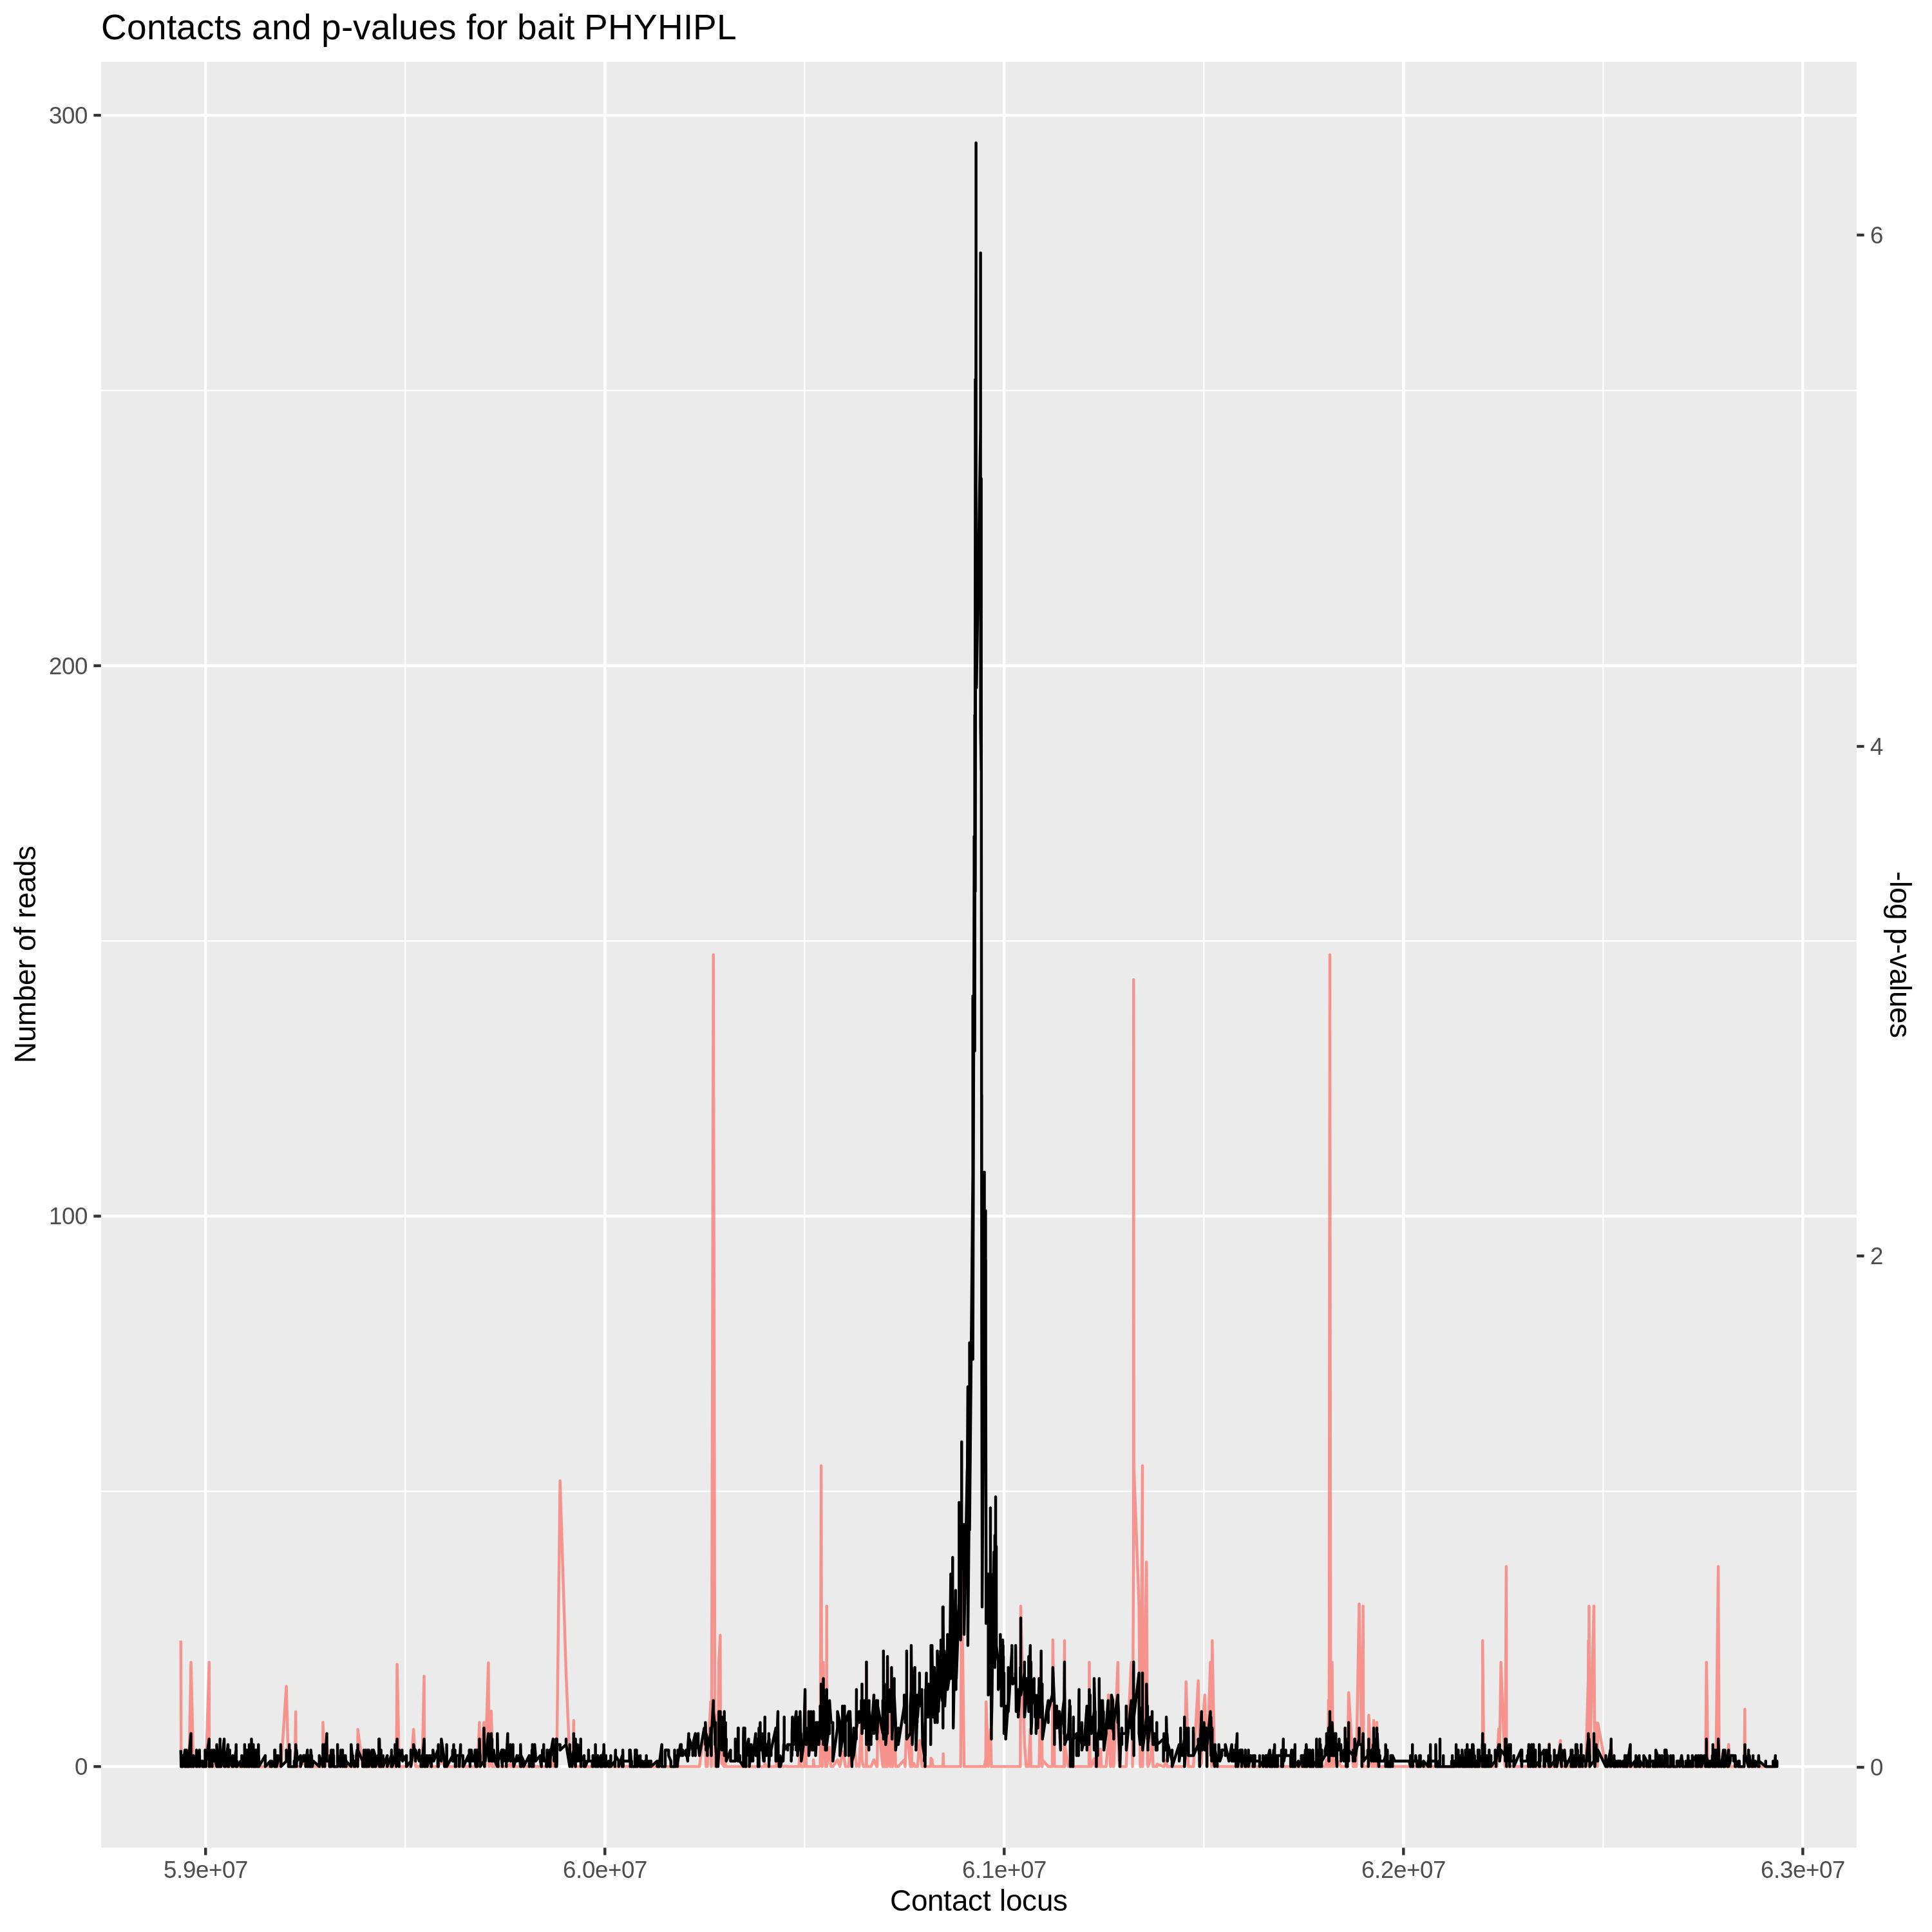 Contacts and p-values for bait PHYHIPL
300
200
100
0
Number of reads
6
4
2
0
-log p-values
5.9e+07
6.0e+07
6.1e+07
6.2e+07
6.3e+07
Contact locus